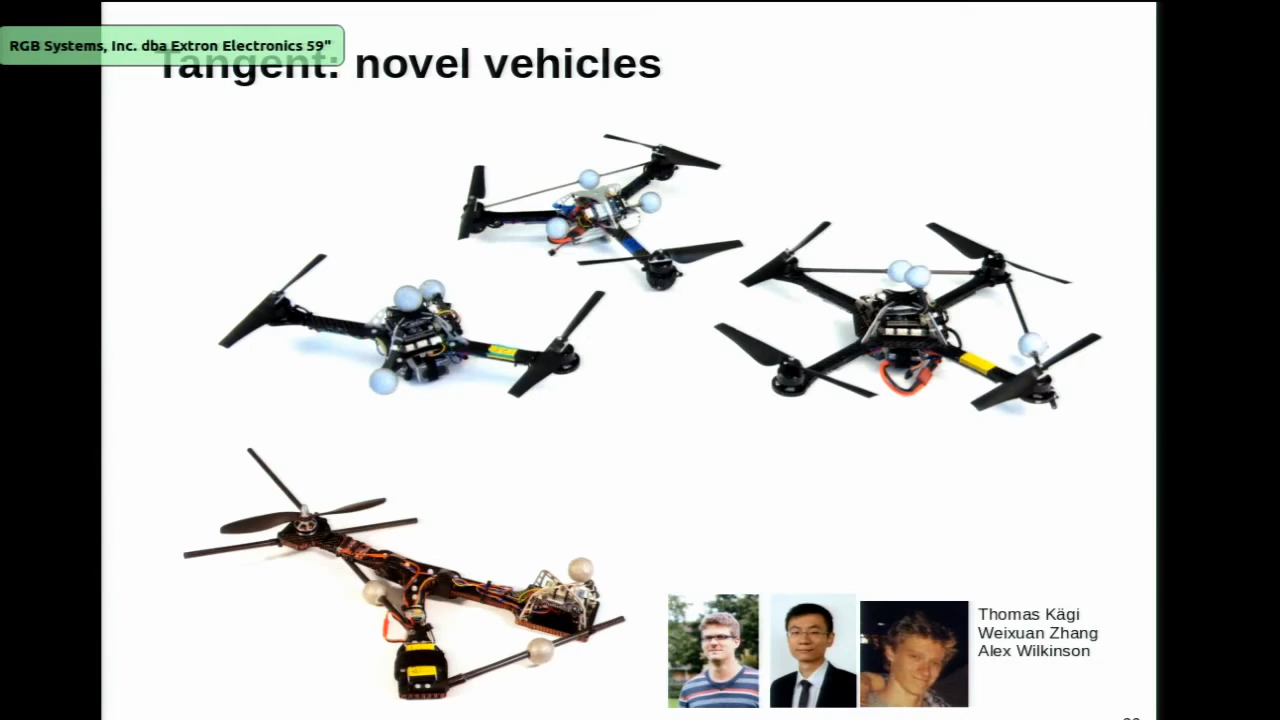 RGB Systems, Inc. dba Extron Electronics 59"
Tangent: novel vehicles
Thomas Kägi
Weixuan Zhang
Alex Wilkinson